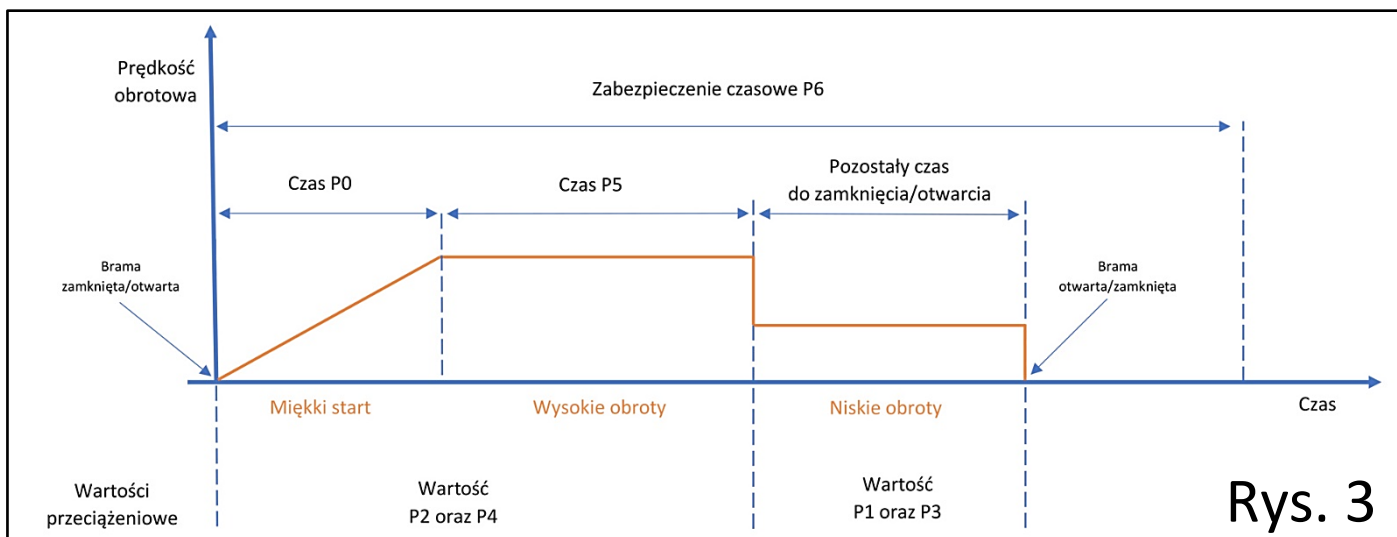 Prędkość
obrotowa
Zabezpieczenie czasowe P6
Czas P0
Czas P5
Pozostały czas
do zamknięcia/otwarcia
Brama
zamknięta/otwarta
Brama
otwarta/zamknięta
Miękki start
Wysokie obroty
Niskie obroty
Czas
Wartości
przeciążeniowe
Wartość
P2 oraz P4
Wartość
P1 oraz P3
Rys. 3